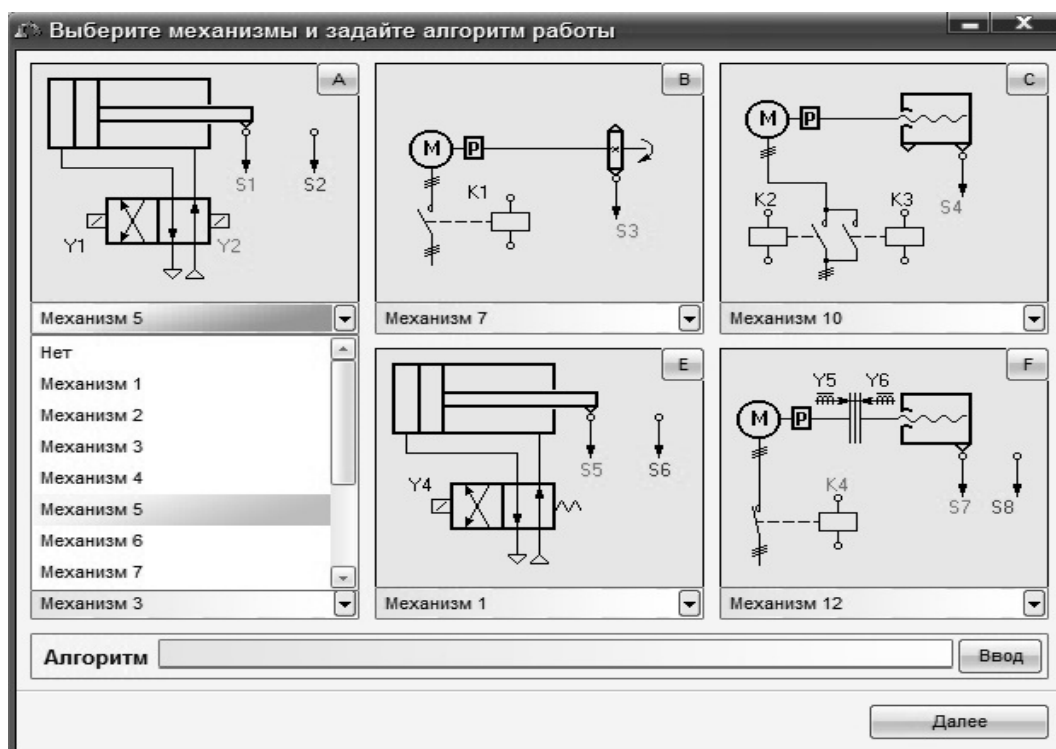 Выберите механизмы и задайте алгоритм работы
A
S1
S2
Y1
Y2
Механизм 5
B
M
P
K1
S3
Механизм 7
C
M
P
K2
K3
S4
Механизм 10
Нет
Механизм 1
Механизм 2
Механизм 3
Механизм 4
Механизм 5
Механизм 6
Механизм 7
Механизм 3
E
S5
S6
Y4
Механизм 1
F
Y5
Y6
M
P
K4
S7
S8
Механизм 12
Алгоритм
Ввод
Далее